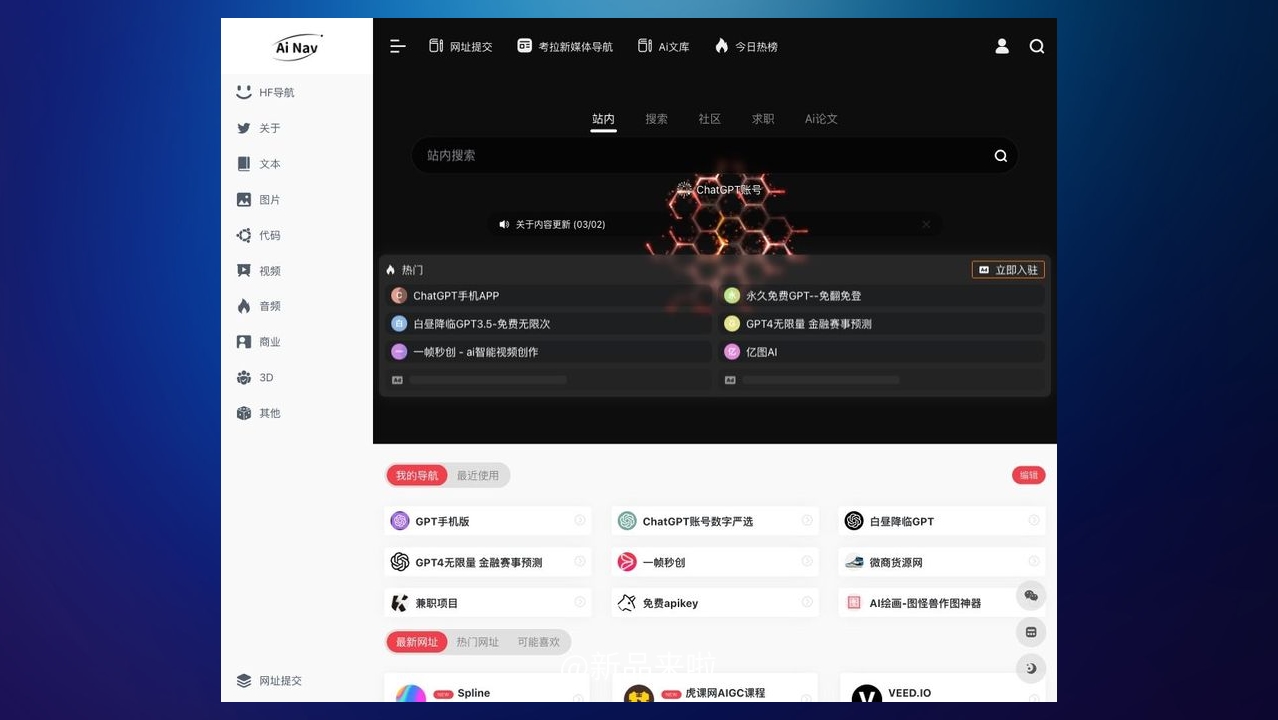 Ai Nav
网址提交
考拉新媒体导航
Ai文库
今日热榜
HF导航
关于
文本
图片
代码
视频
音频
商业
3D
其他
网址提交
站内
搜索
社区
求职
Ai论文
站内搜索
ChatGPT账号
关于内容更新 (03/02)
热门
Ad 立即入驻
C ChatGPT手机APP
永 永久免费GPT--免翻免登
白 白昼降临GPT3.5-免费无限次
G GPT4无限量 金融赛事预测
一 一帧秒创 - ai智能视频创作
亿 亿图AI
Ad
Ad
我的导航
最近使用
编辑
GPT手机版
ChatGPT账号数字严选
白昼降临GPT
GPT4无限量 金融赛事预测
一帧秒创
微商货源网
兼职项目
免费apikey
AI绘画-图怪兽作图神器
最新网址
热门网址
可能喜欢
@新品来啦
NEW Spline
NEW 虎课网AIGC课程
VEED.IO